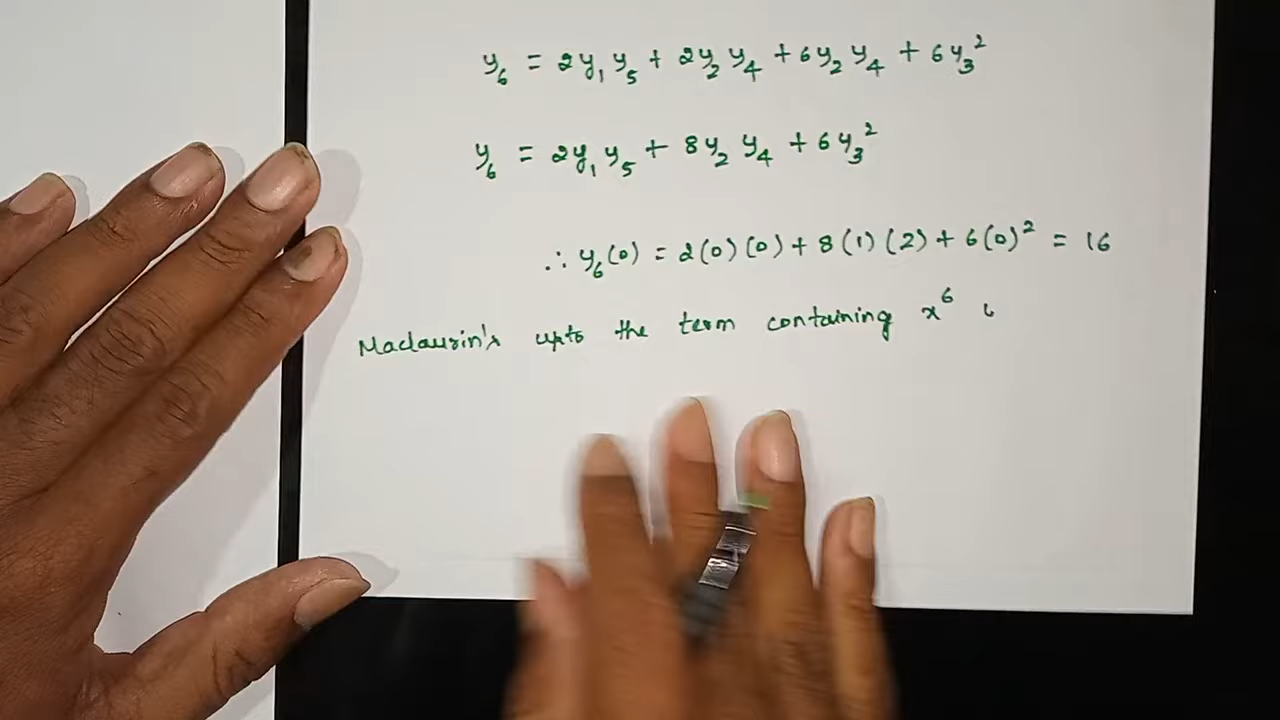 y₆ = 2y₁y₅ + 2y₂y₄ + 6y₂y₄ + 6y₃²
y₆ = 2y₁y₅ + 8y₂y₄ + 6y₃²
∴ y₆(0) = 2(0)(0) + 8(1)(2) + 6(0)² = 16
Maclaurin's upto the term containing x⁶